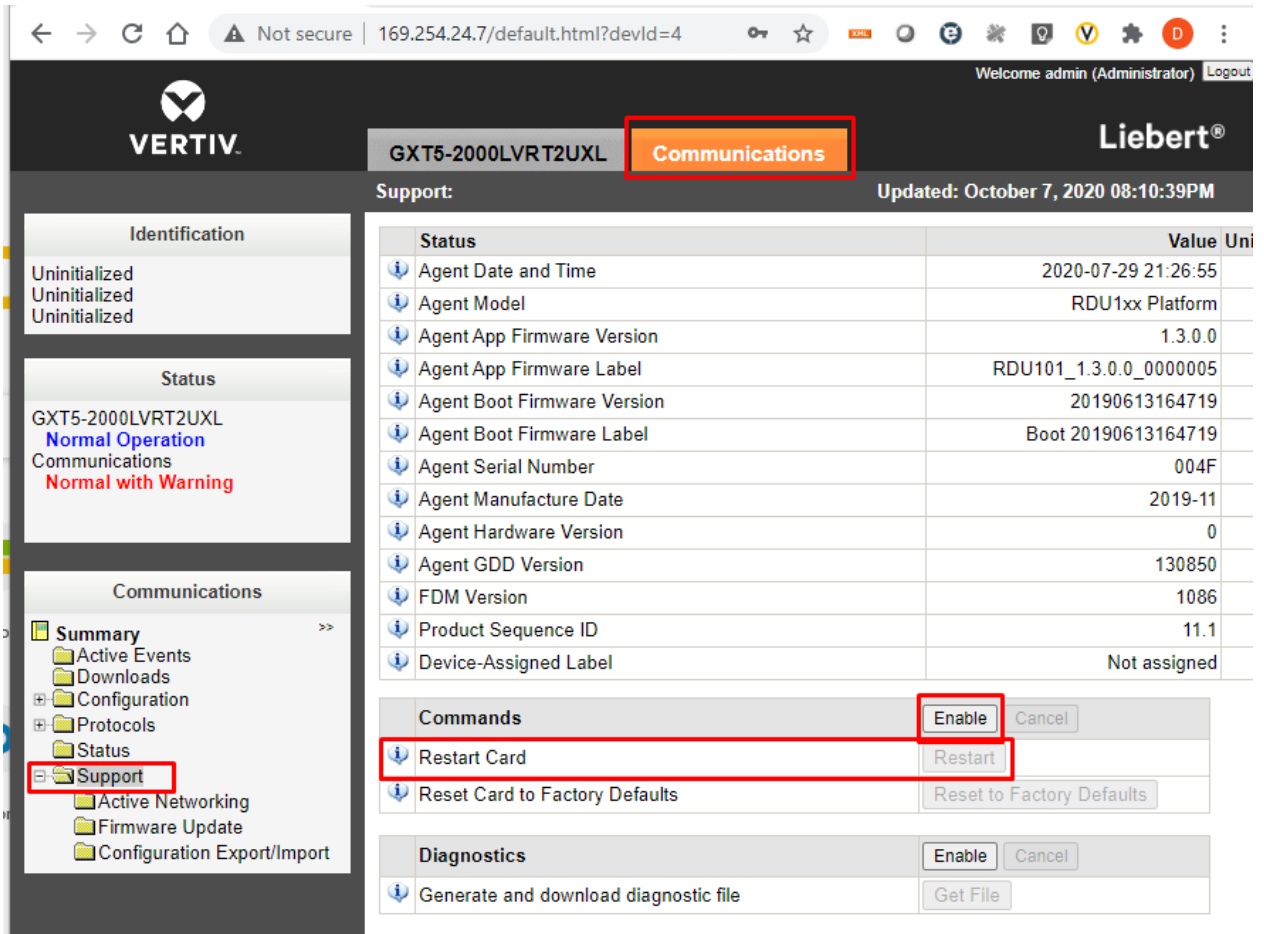 Not secure | 169.254.24.7/default.html?devId=4
XML
D
Welcome admin (Administrator) Logout
VERTIV.
GXT5-2000LVRT2UXL Communications
Liebert®
Support: Updated: October 7, 2020 08:10:39PM
Identification
Uninitialized
Uninitialized
Uninitialized
Status
GXT5-2000LVRT2UXL
Normal Operation
Communications
Normal with Warning
Communications
Summary >>
Active Events
Downloads
Configuration
Protocols
Status
Support
Active Networking
Firmware Update
Configuration Export/Import
Status Value Uni
Agent Date and Time 2020-07-29 21:26:55
Agent Model RDU1xx Platform
Agent App Firmware Version 1.3.0.0
Agent App Firmware Label RDU101_1.3.0.0_0000005
Agent Boot Firmware Version 20190613164719
Agent Boot Firmware Label Boot 20190613164719
Agent Serial Number 004F
Agent Manufacture Date 2019-11
Agent Hardware Version 0
Agent GDD Version 130850
FDM Version 1086
Product Sequence ID 11.1
Device-Assigned Label Not assigned
Commands Enable Cancel
Restart Card Restart
Reset Card to Factory Defaults Reset to Factory Defaults
Diagnostics Enable Cancel
Generate and download diagnostic file Get File